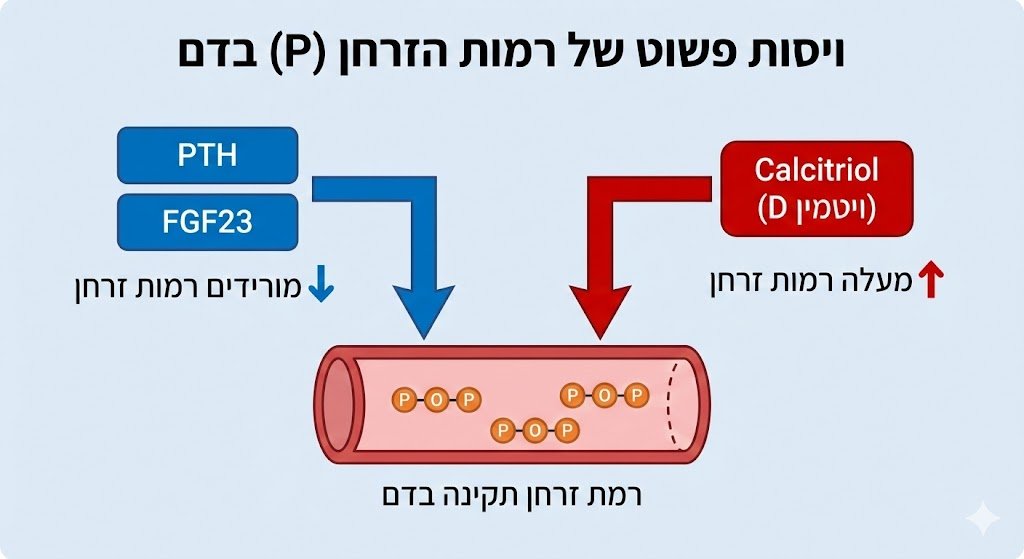 ויסות פשוט של רמות הזרחן (P) בדם
PTH
FGF23
מורידים רמות זרחן
Calcitriol
(ויטמין D)
מעלה רמות זרחן
P-O-P
P-O-P
P-O-P
רמת זרחן תקינה בדם